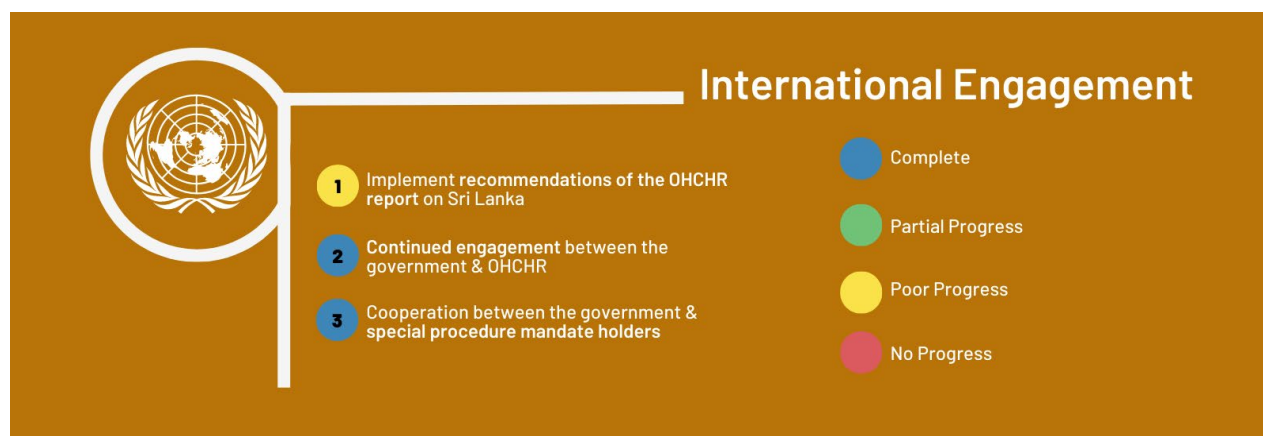 International Engagement
1
Implement recommendations of the OHCHR
report on Sri Lanka
2
Continued engagement between the
government & OHCHR
3
Cooperation between the government &
special procedure mandate holders
Complete
Partial Progress
Poor Progress
No Progress